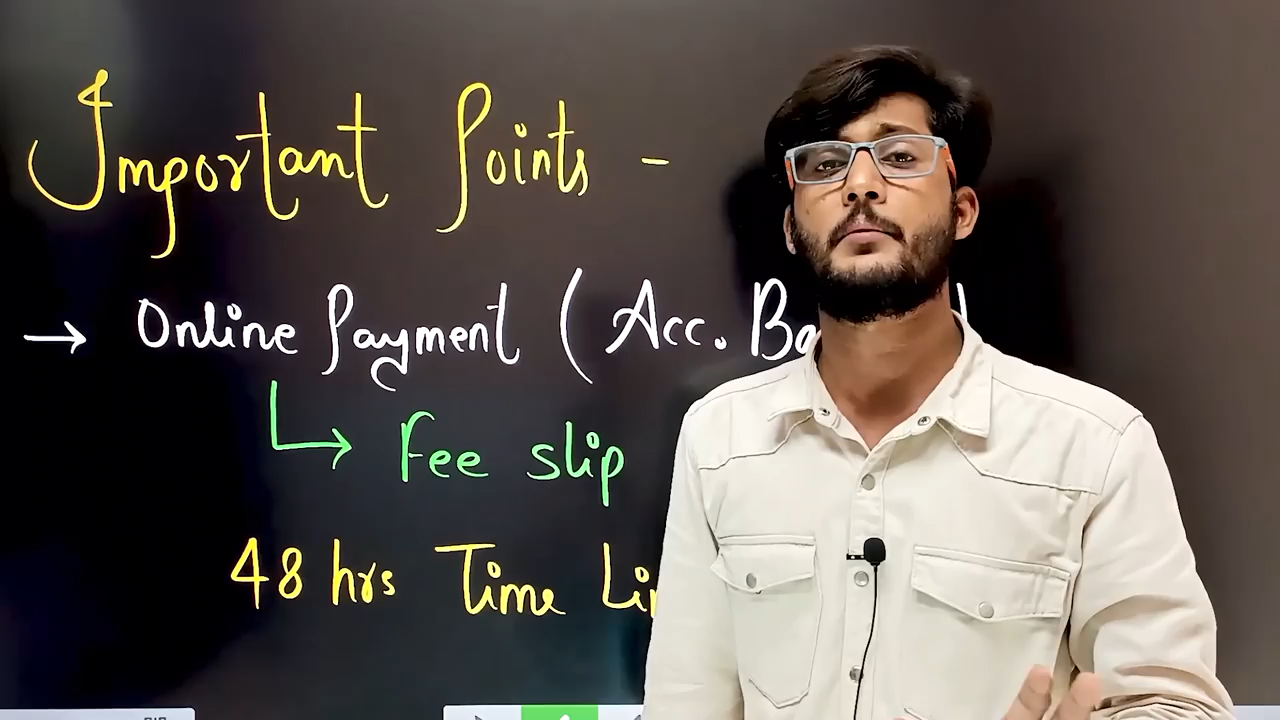 Important Points -
→ Online Payment ( Acc. )
↳ Fee slip
48 hrs Time